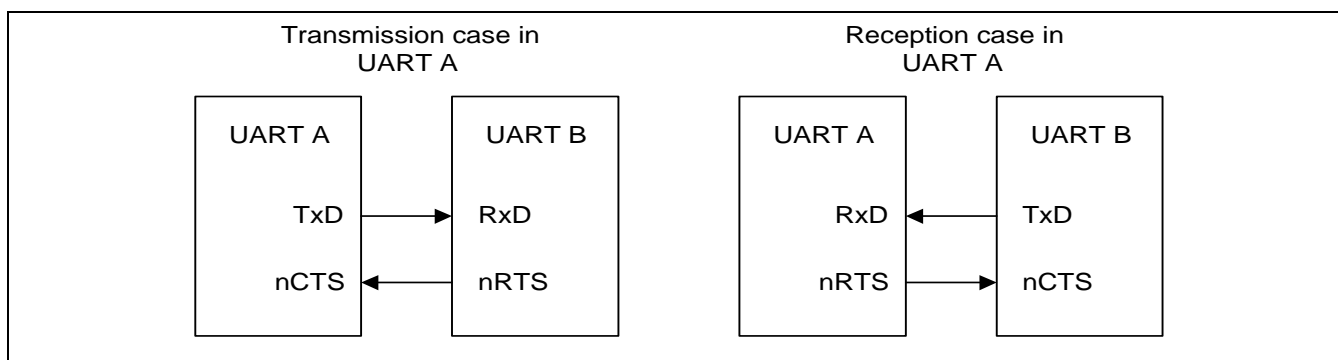 Transmission case in
UART A
UART A
UART B
TxD
RxD
nCTS
nRTS
Reception case in
UART A
UART A
UART B
RxD
TxD
nRTS
nCTS